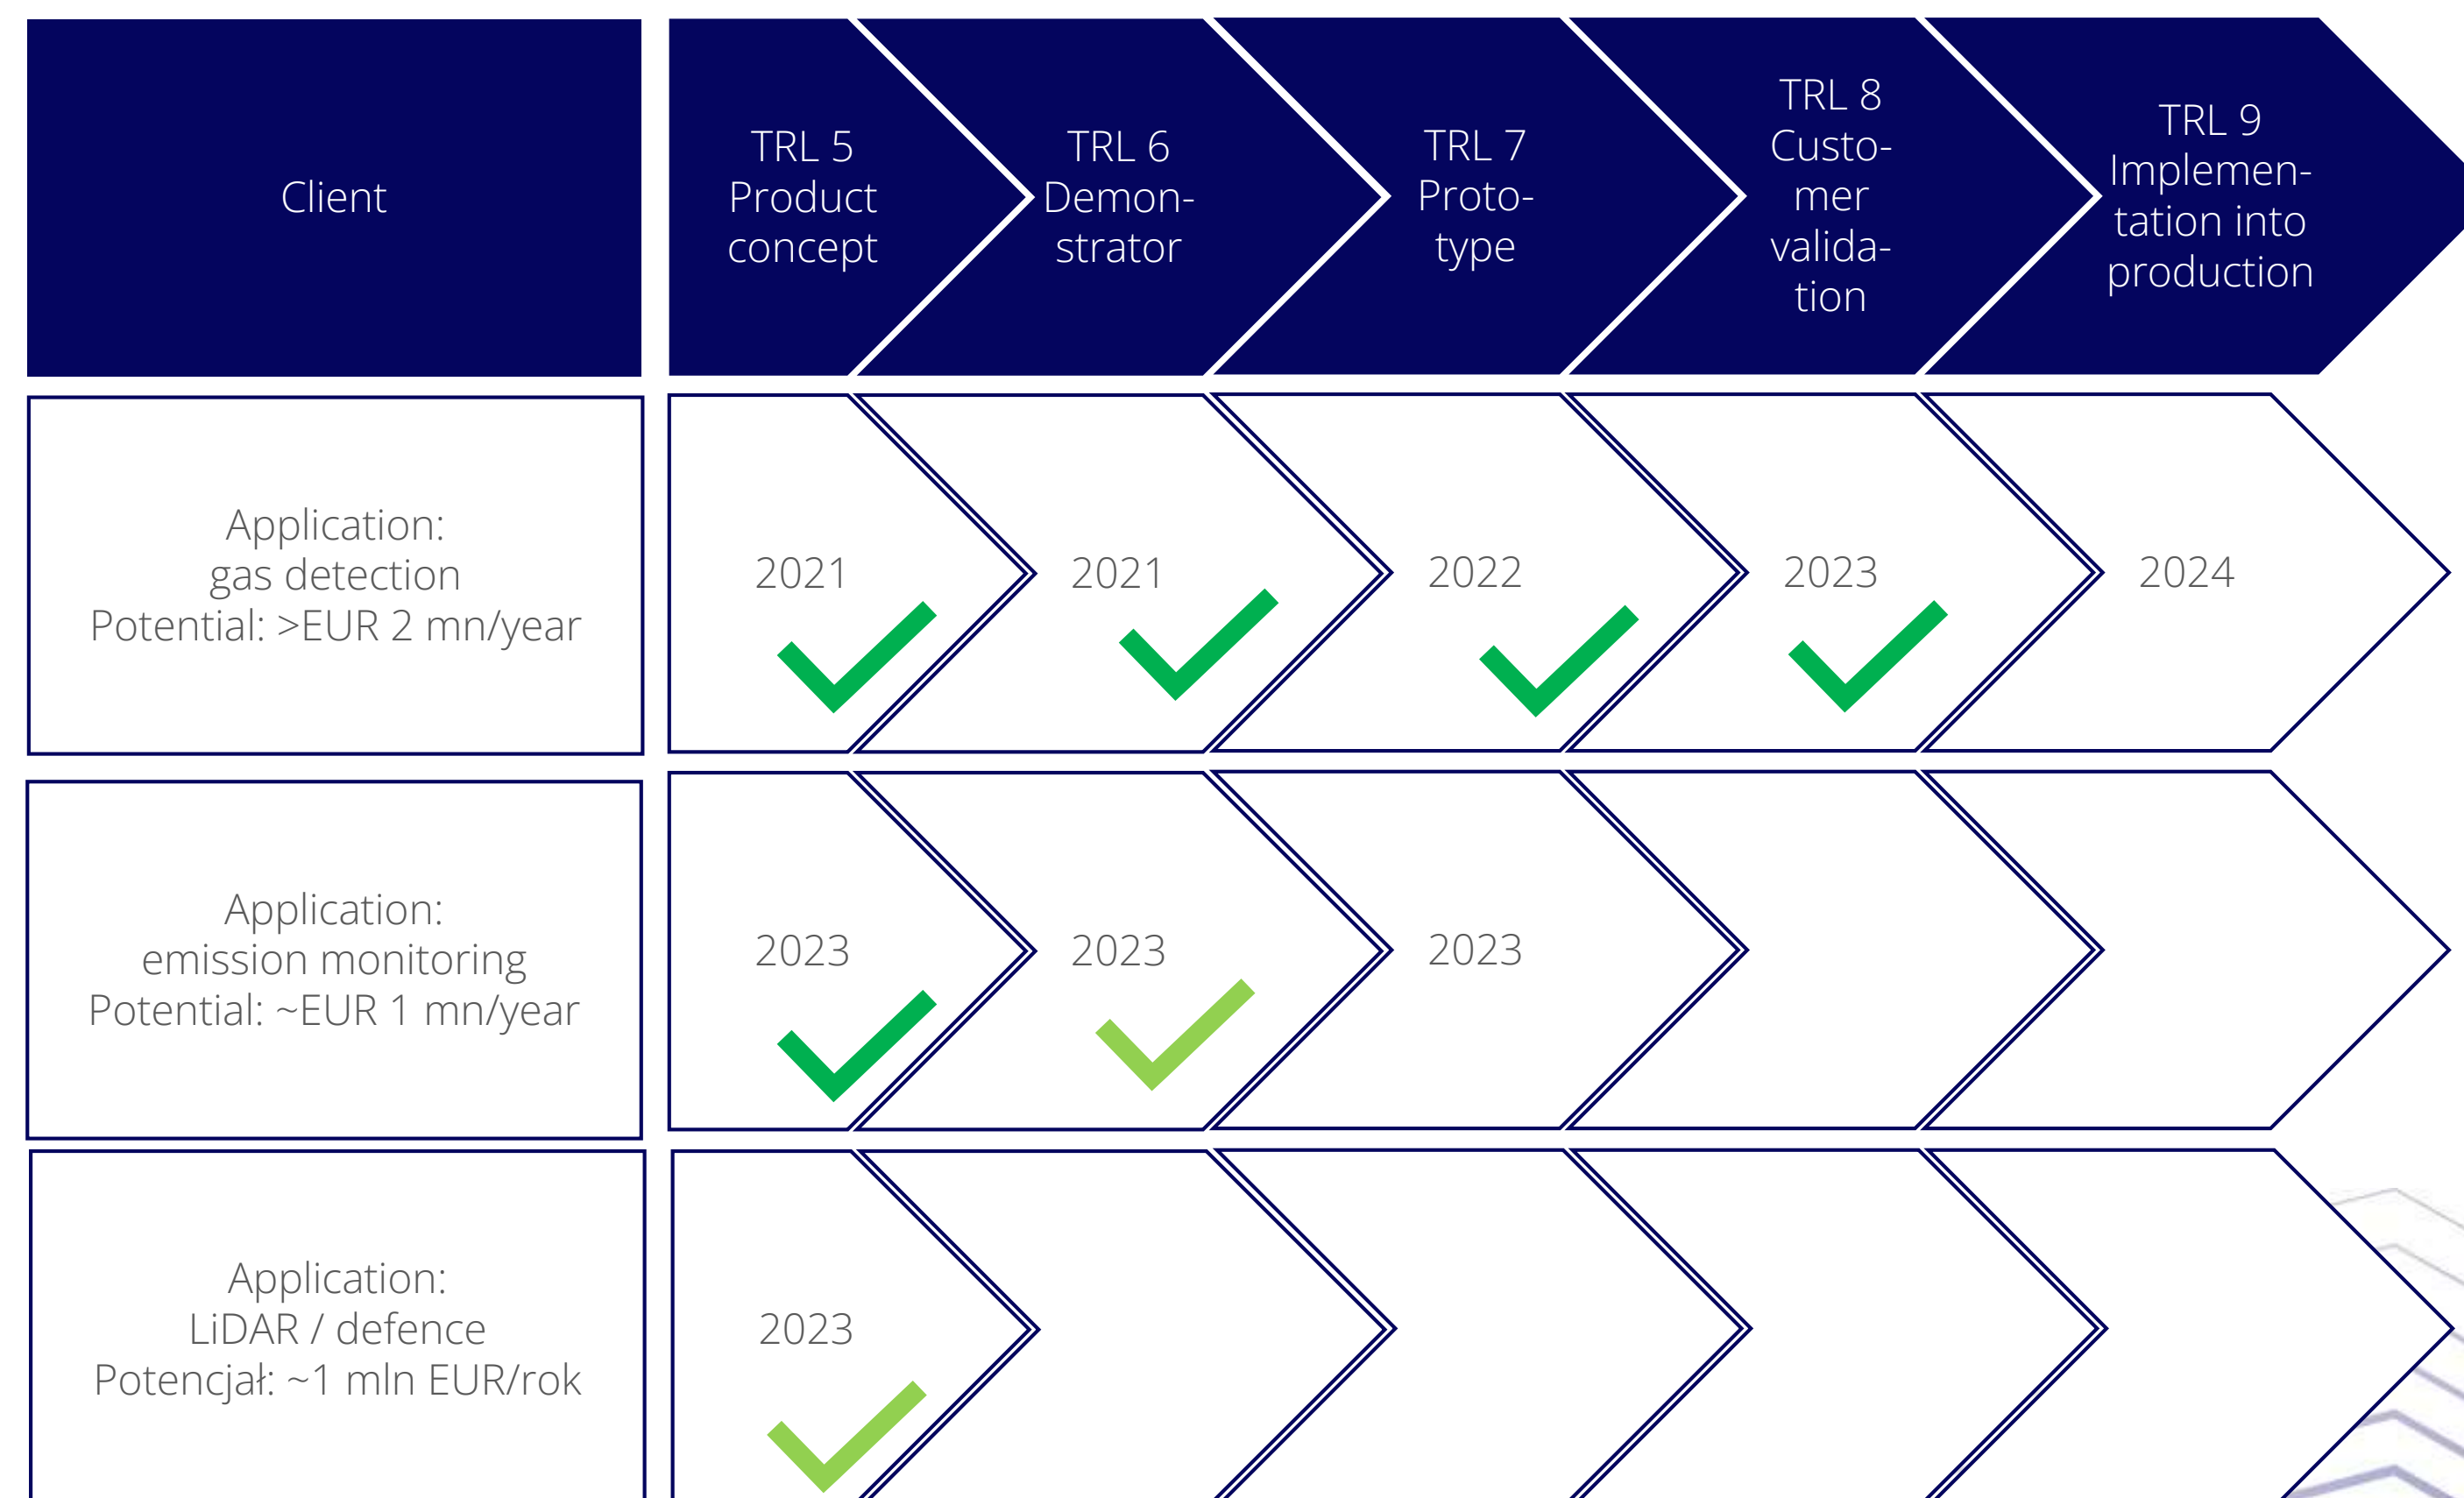 Client
TRL 5
Product
concept
TRL 6
Demon-
strator
TRL 7
Proto-
type
TRL 8
Custo-
mer
valida-
tion
TRL 9
Implemen-
tation into
production
Application:
gas detection
Potential: >EUR 2 mn/year
2021
2021
2022
2023
2024
Application:
emission monitoring
Potential: ~EUR 1 mn/year
2023
2023
2023
Application:
LiDAR / defence
Potencjał: ~1 mln EUR/rok
2023